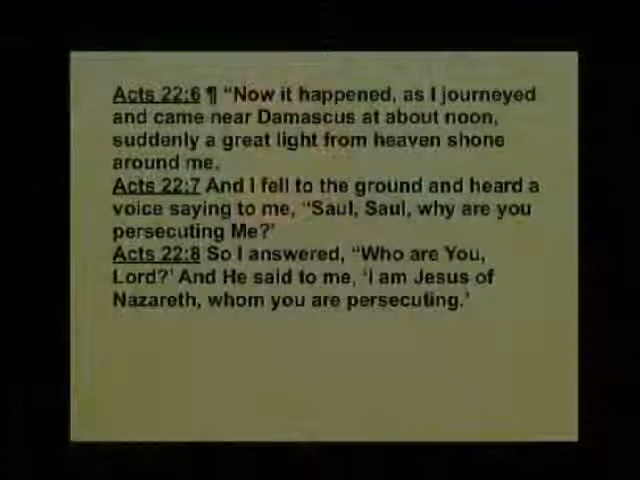 Acts 22:6 ¶ “Now it happened, as I journeyed
and came near Damascus at about noon,
suddenly a great light from heaven shone
around me.
Acts 22:7 And I fell to the ground and heard a
voice saying to me, “Saul, Saul, why are you
persecuting Me?’
Acts 22:8 So I answered, “Who are You,
Lord?’ And He said to me, ‘I am Jesus of
Nazareth, whom you are persecuting.’